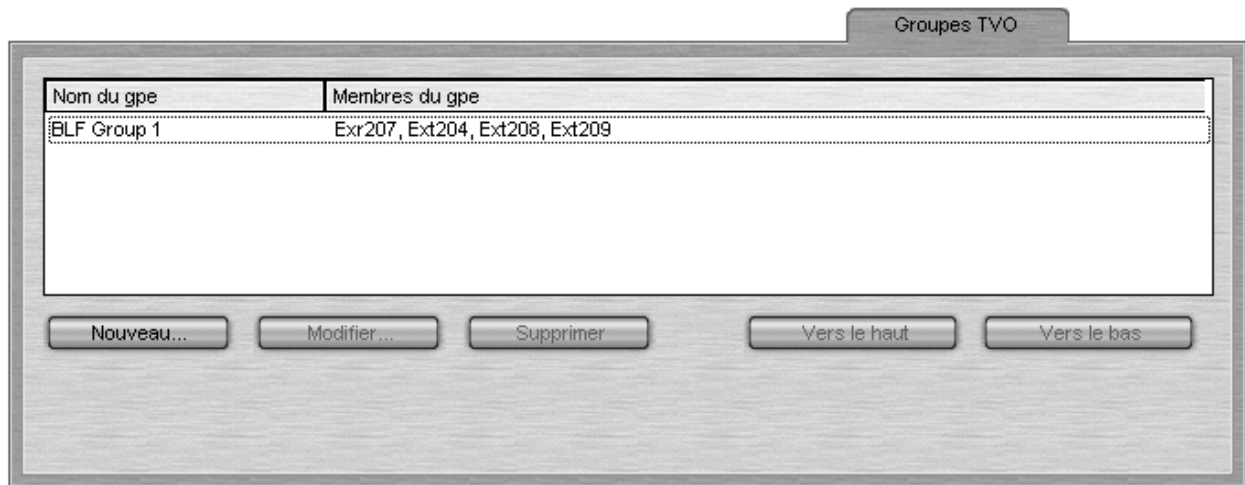 Groupes TVO
Nom du gpe Membres du gpe
BLF Group 1 Exr207, Ext204, Ext208, Ext209
Nouveau... Modifier... Supprimer Vers le haut Vers le bas